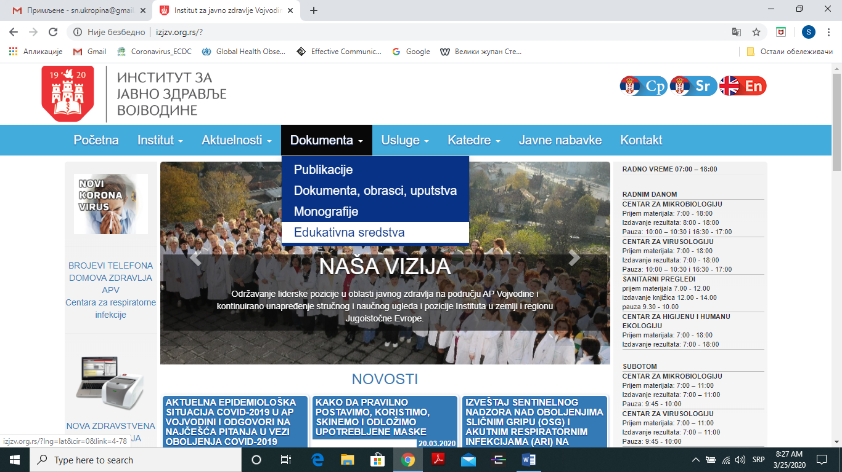 Примљене - sn.ukropina@gmai
Institut za javno zdravlje Vojvodin
Није безбедно
izjzv.org.rs/?
S
Апликације
Gmail
Coronavirus_ECDC
Global Health Obse...
Effective Communic...
Google
Велики жупан Сте...
Остали обележивачи
19 20
ИНСТИТУТ ЗА
ЈАВНО ЗДРАВЉЕ
ВОЈВОДИНЕ
Ср
Sr
En
Početna
Institut
Aktuelnosti
Dokumenta
Usluge
Katedre
Javne nabavke
Kontakt
Publikacije
Dokumenta, obrasci, uputstva
Monografije
Edukativna sredstva
NOVI
KORONA
VIRUS
BROJEVI TELEFONA
DOMOVA ZDRAVLJA
APV
Centara za respiratorne
infekcije
NOVA ZDRAVSTVENA
JA
NAŠA VIZIJA
Održavanje liderske pozicije u oblasti javnog zdravlja na području AP Vojvodine i
kontinuirano unapređenje stručnog i naučnog ugleda i pozicije Instituta u zemlji i regionu
Jugoistočne Evrope.
NOVOSTI
AKTUELNA EPIDEMIOLOŠKA
SITUACIJA COVID-2019 U AP
VOJVODINI I ODGOVORI NA
NAJČEŠĆA PITANJA U VEZI
OBOLJENJA COVID-2019
KAKO DA PRAVILNO
POSTAVIMO, KORISTIMO,
SKINEMO I ODLOŽIMO
UPOTREBLJENE MASKE
20.03.2020
IZVEŠTAJ SENTINELNOG
NADZORA NAD OBOLJENJIMA
SLIČNIM GRIPU (OSG) I
AKUTNIM RESPIRATORNIM
INFEKCIJAMA (ARI) NA
RADNO VREME 07:00 – 18:00
RADNIM DANOM
CENTAR ZA MIKROBIOLOGIJU
Prijem materijala: 7:00 - 18:00
Izdavanje rezultata: 8:00 - 18:00
Pauza: 10:00 – 10:30 i 16:30 - 17:00
CENTAR ZA VIRUSOLOGIJU
Prijem materijala: 7:00 - 18:00
Izdavanje rezultata: 7:00 - 18:00
Pauza: 10:00 – 10:30 i 16:30 - 17:00
SANITARNI PREGLEDI
prijem materijala 7.00 - 12.00
izdavanje knjižica 12.00 - 14.00
pauza 9.30 - 10.00
CENTAR ZA HIGIJENU I HUMANU
EKOLOGIJU
Prijem materijala: 7:00 - 18:00
Izdavanje rezultata: 7:00 - 18:00
SUBOTOM
CENTAR ZA MIKROBIOLOGIJU
Prijem materijala: 7:00 – 11:00
Izdavanje rezultata: 7:00 – 11:00
Pauza: 9:45 - 10:00
CENTAR ZA VIRUSOLOGIJU
Prijem materijala: 7:00 – 11:00
Izdavanje rezultata: 7:00 – 11:00
Pauza: 9:45 - 10:00
izjzv.org.rs/?lng=lat&cir=0&link=4-78
Type here to search
SRP
8:27 AM
3/25/2020